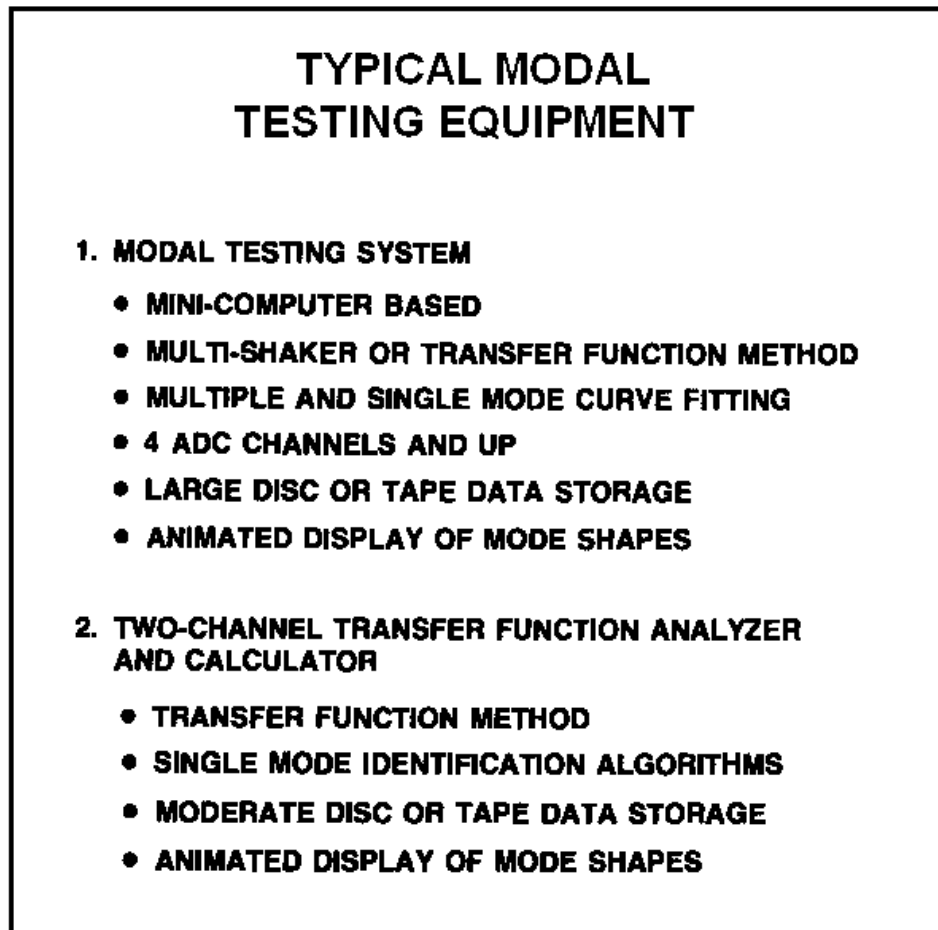 TYPICAL MODAL
TESTING EQUIPMENT
1. MODAL TESTING SYSTEM
• MINI-COMPUTER BASED
• MULTI-SHAKER OR TRANSFER FUNCTION METHOD
• MULTIPLE AND SINGLE MODE CURVE FITTING
• 4 ADC CHANNELS AND UP
• LARGE DISC OR TAPE DATA STORAGE
• ANIMATED DISPLAY OF MODE SHAPES
2. TWO-CHANNEL TRANSFER FUNCTION ANALYZER
AND CALCULATOR
• TRANSFER FUNCTION METHOD
• SINGLE MODE IDENTIFICATION ALGORITHMS
• MODERATE DISC OR TAPE DATA STORAGE
• ANIMATED DISPLAY OF MODE SHAPES